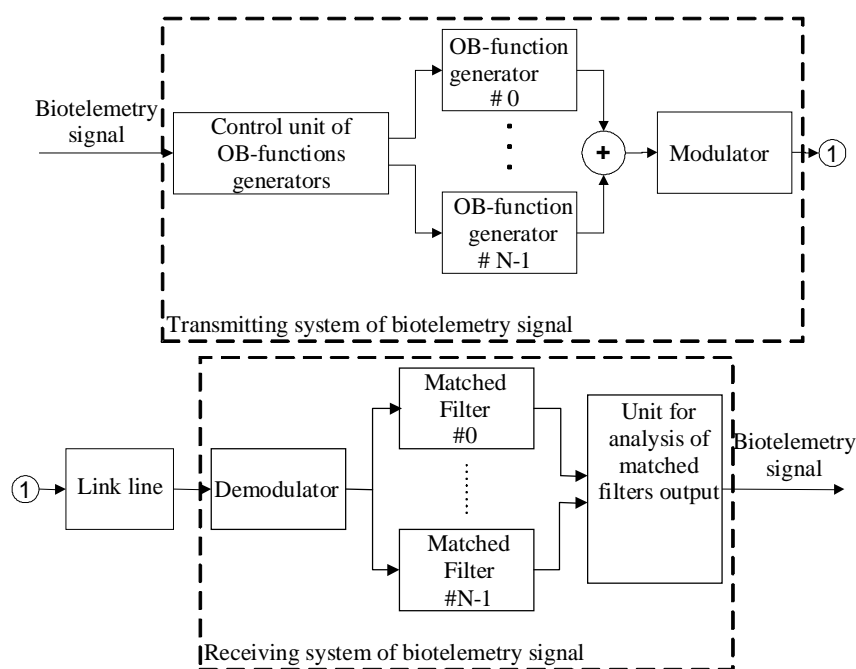 Biotelemetry
signal
Control unit of
OB-functions
generators
OB-function
generator
# 0
OB-function
generator
# N-1
+
Modulator
1
Transmitting system of biotelemetry signal
1
Link line
Demodulator
Matched
Filter
#0
Matched
Filter
#N-1
Unit for
analysis of
matched
filters output
Biotelemetry
signal
Receiving system of biotelemetry signal